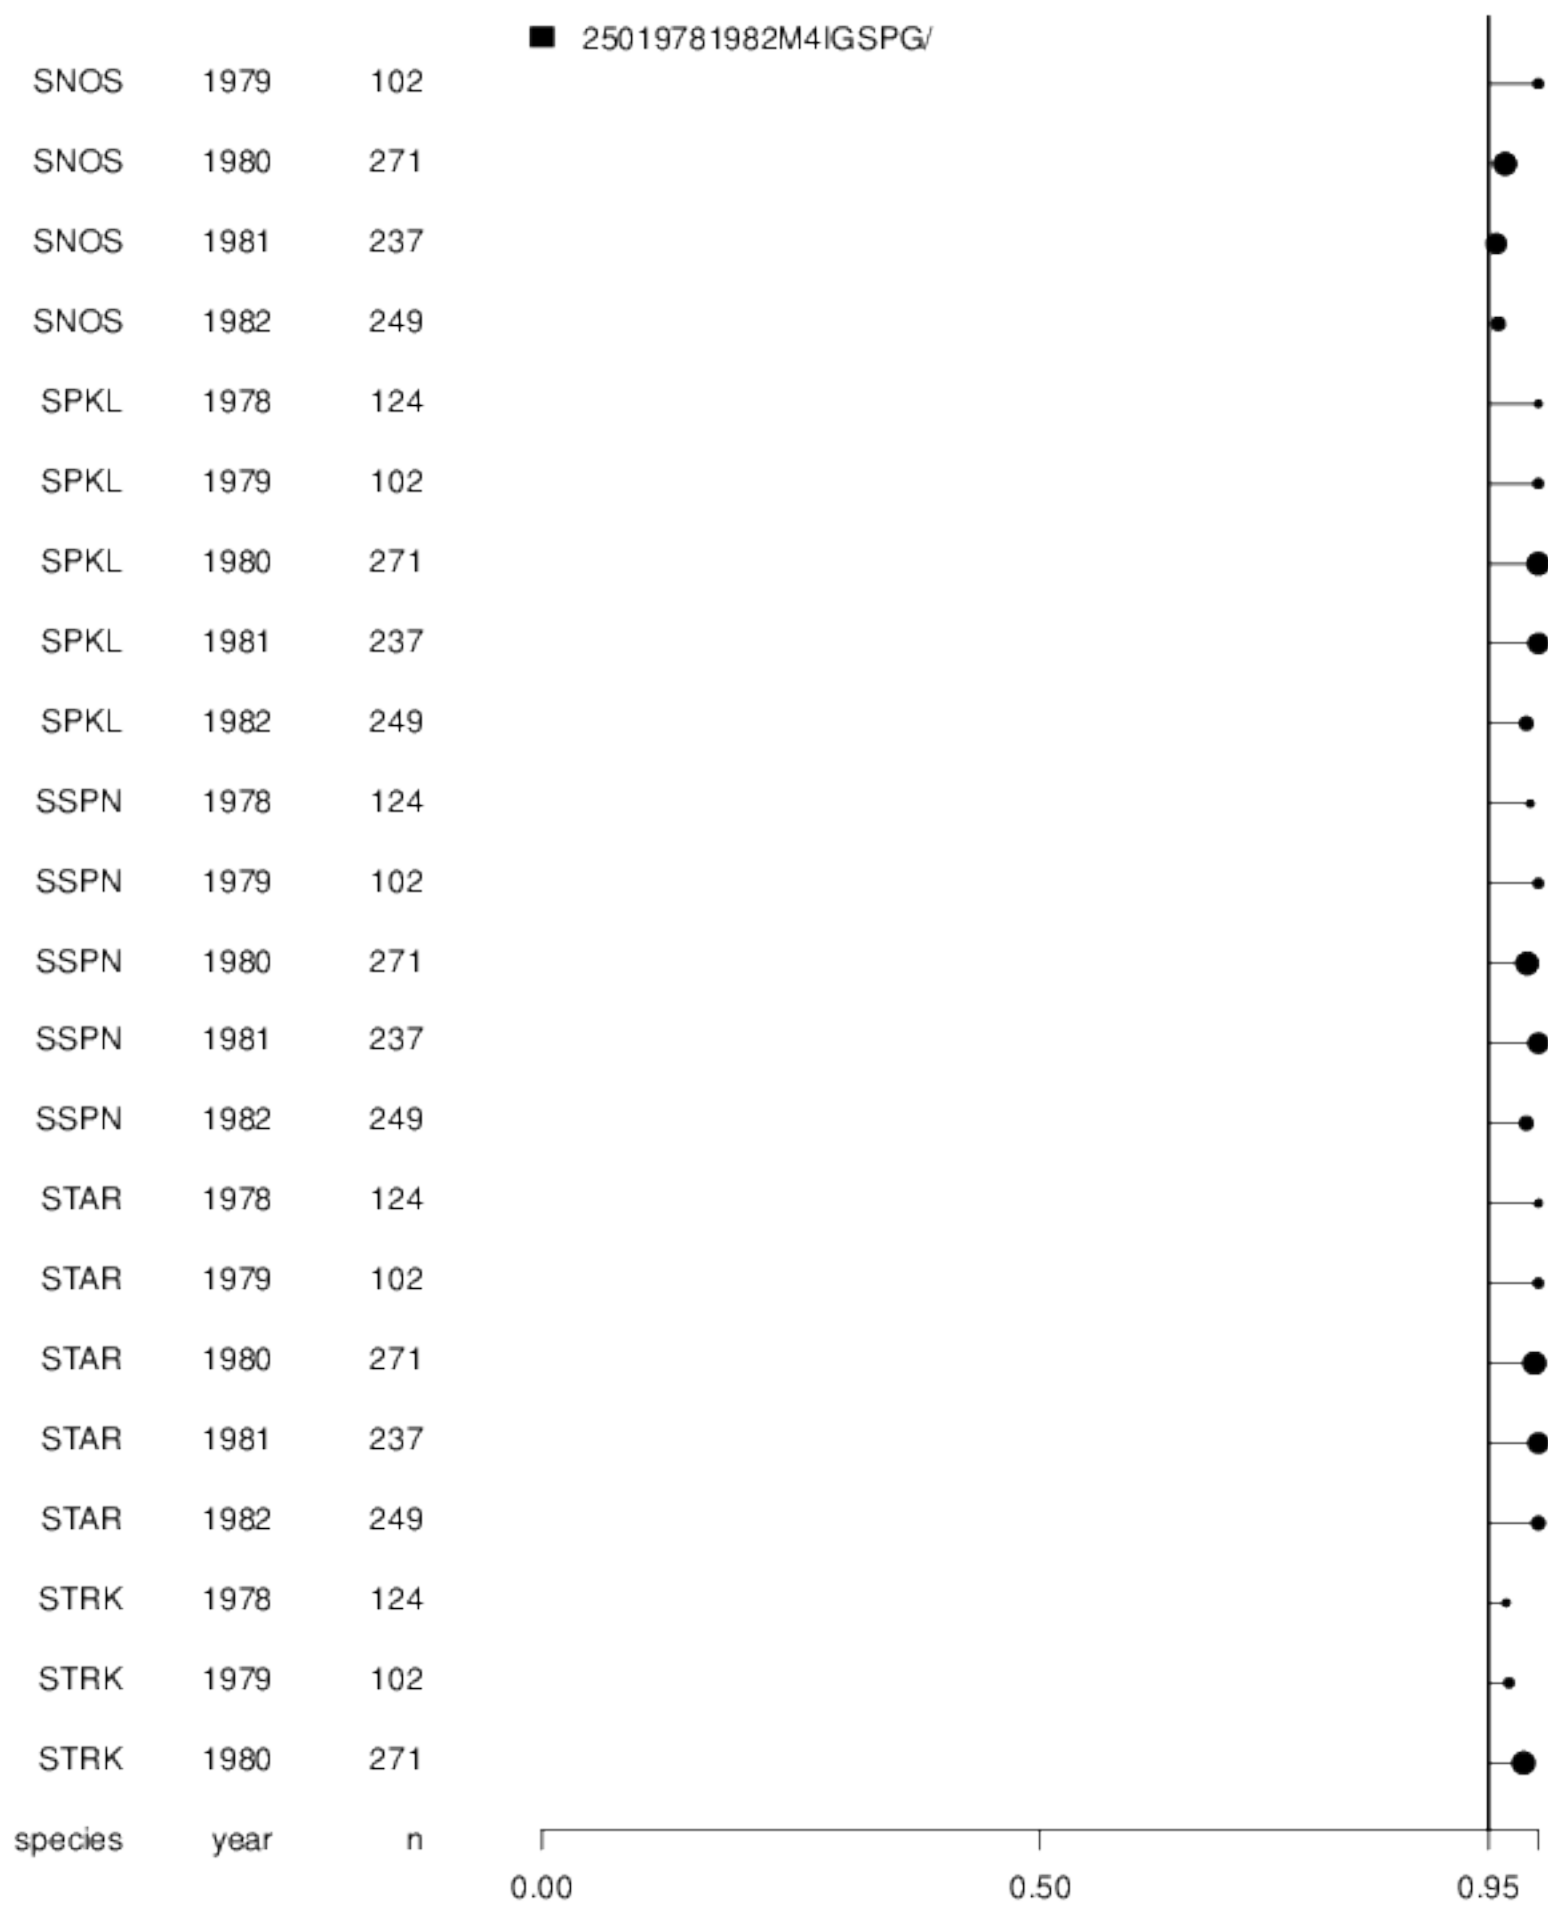 25019781982M4IGSPG/
SNOS 1979 102
SNOS 1980 271
SNOS 1981 237
SNOS 1982 249
SPKL 1978 124
SPKL 1979 102
SPKL 1980 271
SPKL 1981 237
SPKL 1982 249
SSPN 1978 124
SSPN 1979 102
SSPN 1980 271
SSPN 1981 237
SSPN 1982 249
STAR 1978 124
STAR 1979 102
STAR 1980 271
STAR 1981 237
STAR 1982 249
STRK 1978 124
STRK 1979 102
STRK 1980 271
species year n
0.00 0.50 0.95